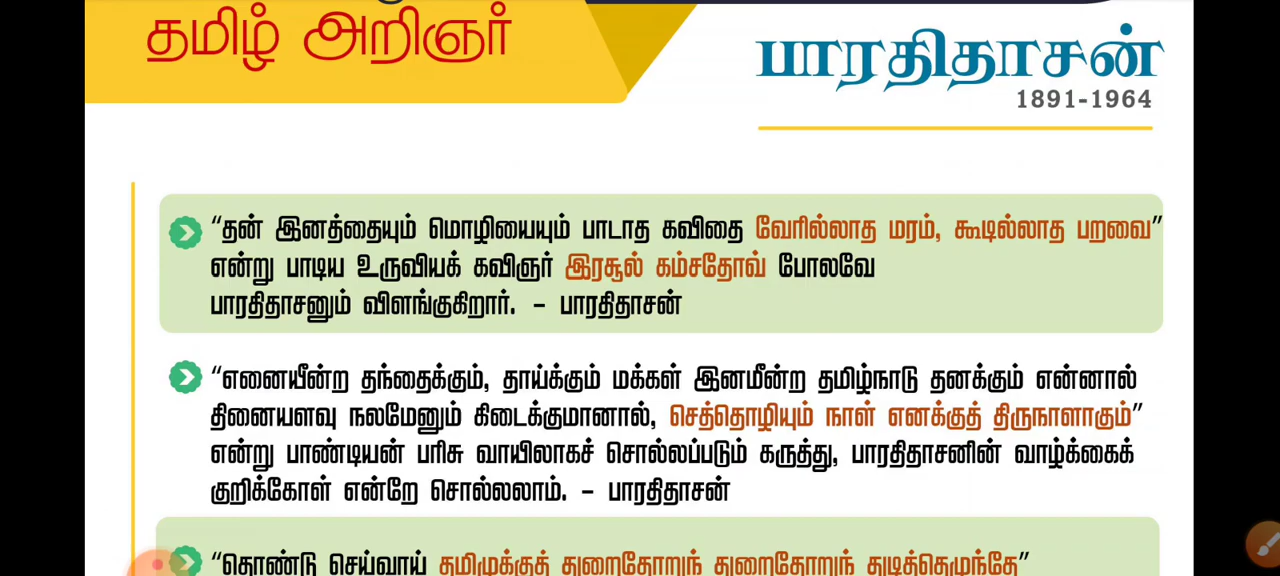 தமிழ் அறிஞர்
பாரதிதாசன்
1891-1964
“தன் இனத்தையும் மொழியையும் பாடாத கவிதை வேரில்லாத மரம், கூடில்லாத பறவை”
என்று பாடிய உருவியக் கவிஞர் இரசூல் கம்சதோவ் போலவே
பாரதிதாசனும் விளங்குகிறார். – பாரதிதாசன்
“எனையீன்ற தந்தைக்கும், தாய்க்கும் மக்கள் இனமீன்ற தமிழ்நாடு தனக்கும் என்னால்
தினையளவு நலமேனும் கிடைக்குமானால், செத்தொழியும் நாள் எனக்குத் திருநாளாகும்”
என்று பாண்டியன் பரிசு வாயிலாகச் சொல்லப்படும் கருத்து, பாரதிதாசனின் வாழ்க்கைக்
குறிக்கோள் என்றே சொல்லலாம். – பாரதிதாசன்
“தொண்டு செய்வாய் தமிழுக்குத் துறைதோறுந் துறைதோறுந் துடித்தெழுந்தே”